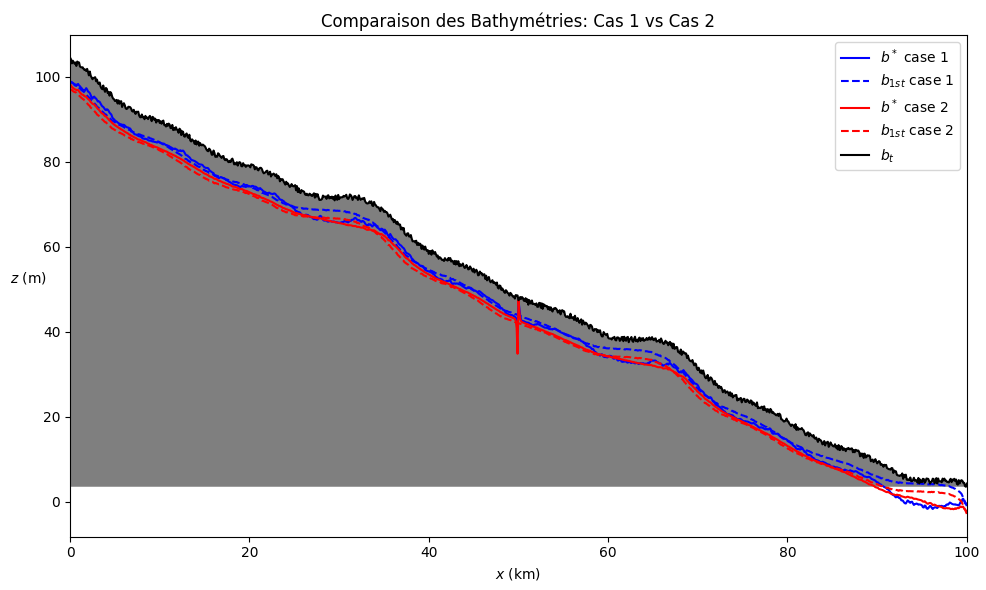 Comparaison des Bathymétries: Cas 1 vs Cas 2
b* case 1
b1st case 1
b* case 2
b1st case 2
bt
100
80
60
40
20
0
z (m)
0 20 40 60 80 100
x (km)